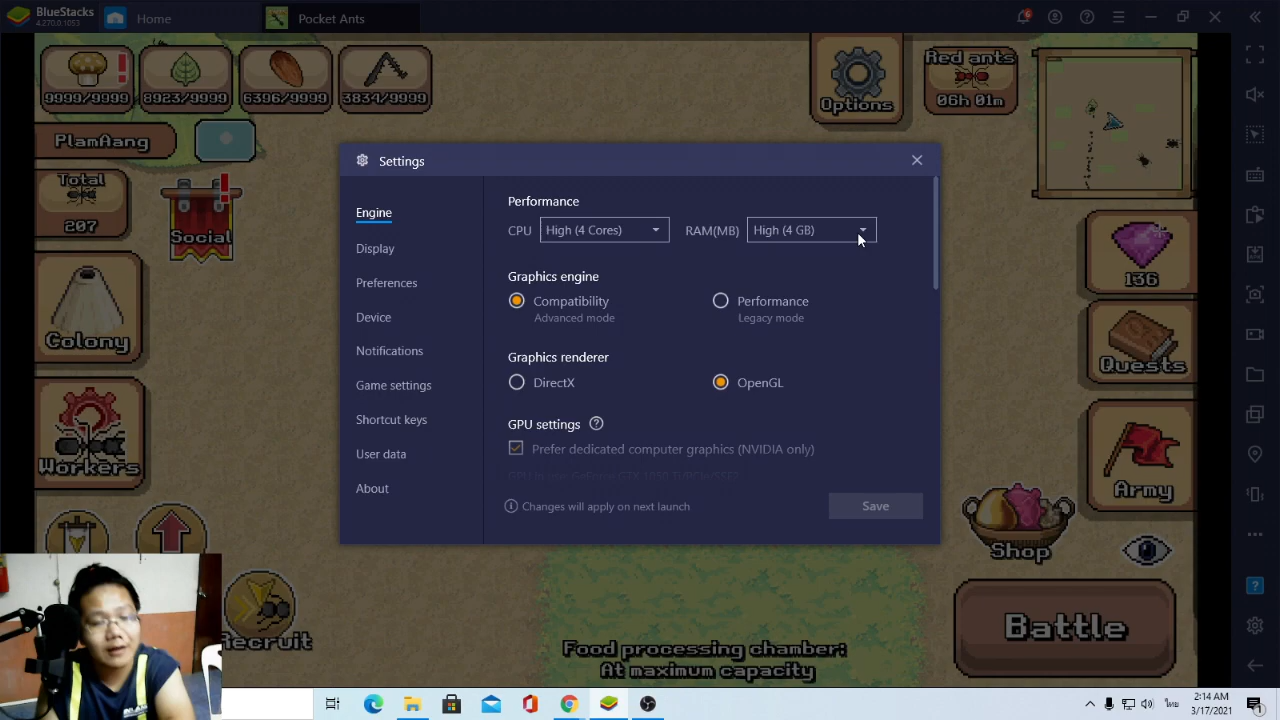 BlueStacks
4.270.0.1053
Home
Pocket Ants
6
9999/9999
8923/9999
6396/9999
3834/9999
Options
Red ants
06h 01m
PlamAang
Total
207
Social
Colony
Workers
Recruit
136
Quests
Army
Shop
Battle
Food processing chamber:
At maximum capacity
Settings
Engine
Display
Preferences
Device
Notifications
Game settings
Shortcut keys
User data
About
Performance
CPU
High (4 Cores)
RAM(MB)
High (4 GB)
Graphics engine
Compatibility
Advanced mode
Performance
Legacy mode
Graphics renderer
DirectX
OpenGL
GPU settings ?
Prefer dedicated computer graphics (NVIDIA only)
Changes will apply on next launch
Save
ไทย
2:14 AM
3/17/2021
1